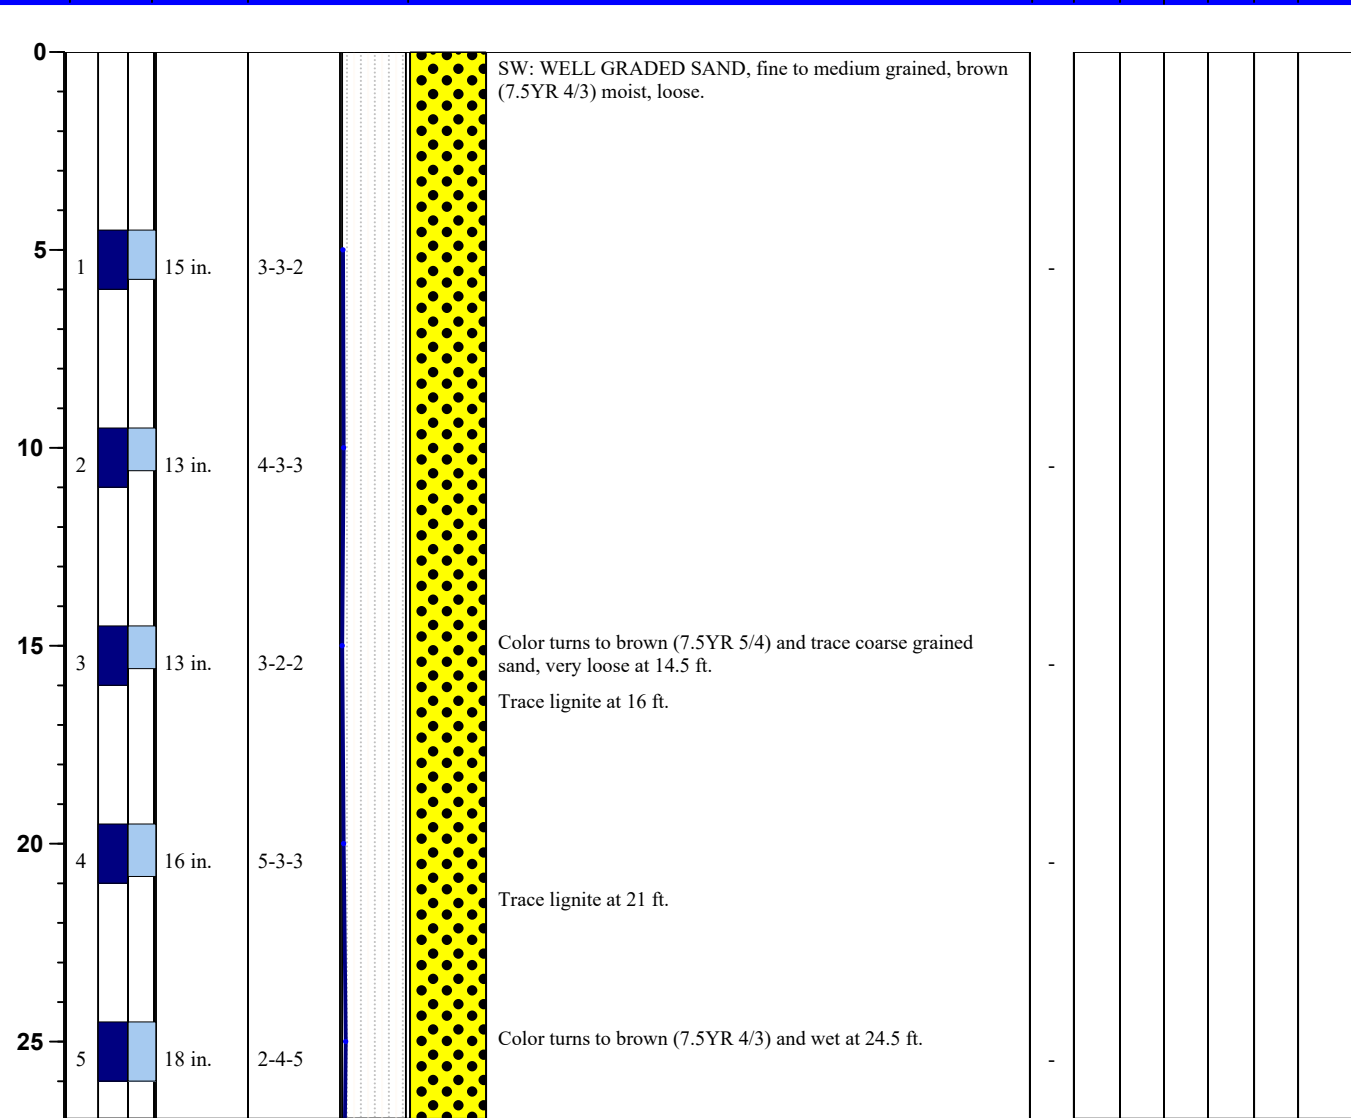 0
SW: WELL GRADED SAND, fine to medium grained, brown
(7.5YR 4/3) moist, loose.
5
1 15 in. 3-3-2 -
10
2 13 in. 4-3-3 -
15
Color turns to brown (7.5YR 5/4) and trace coarse grained
sand, very loose at 14.5 ft.
3 13 in. 3-2-2 -
Trace lignite at 16 ft.
20
4 16 in. 5-3-3 -
Trace lignite at 21 ft.
25
Color turns to brown (7.5YR 4/3) and wet at 24.5 ft.
5 18 in. 2-4-5 -